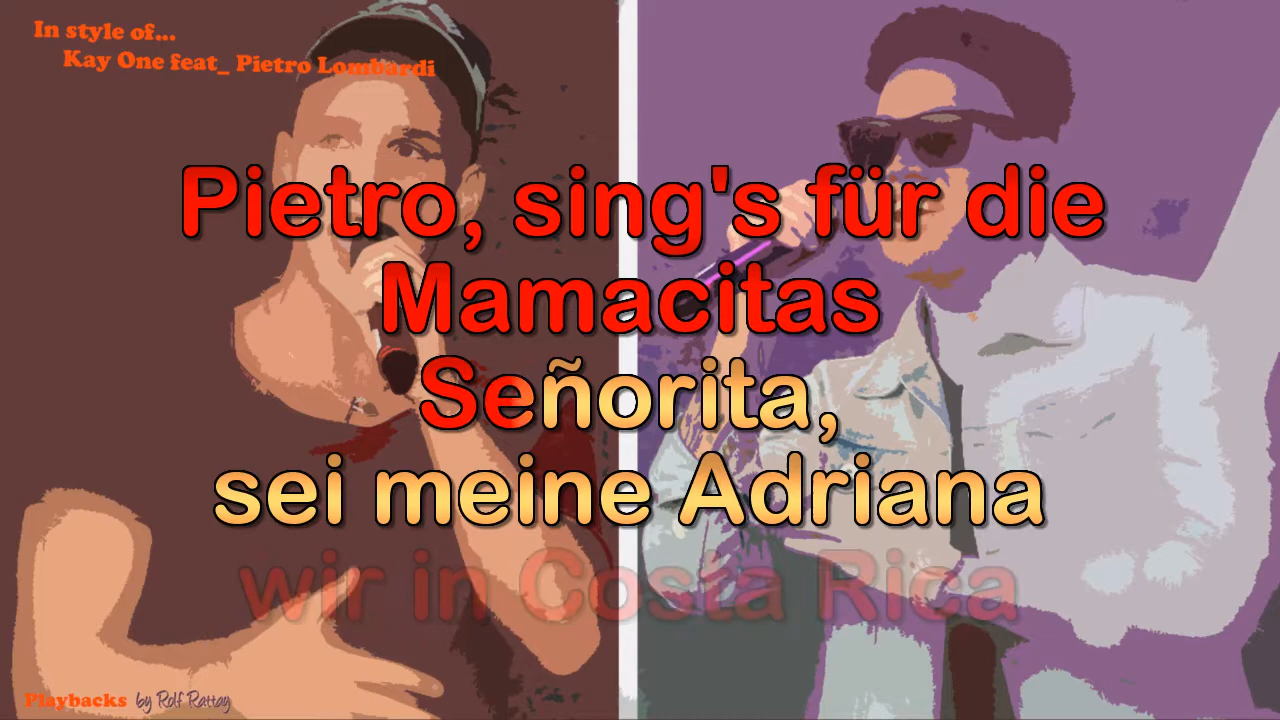 In style of...
Kay One feat_ Pietro Lombardi
Pietro, sing's für die
Mamacitas
Señorita,
sei meine Adriana
wir in Costa Rica
Playbacks by Rolf Rattay